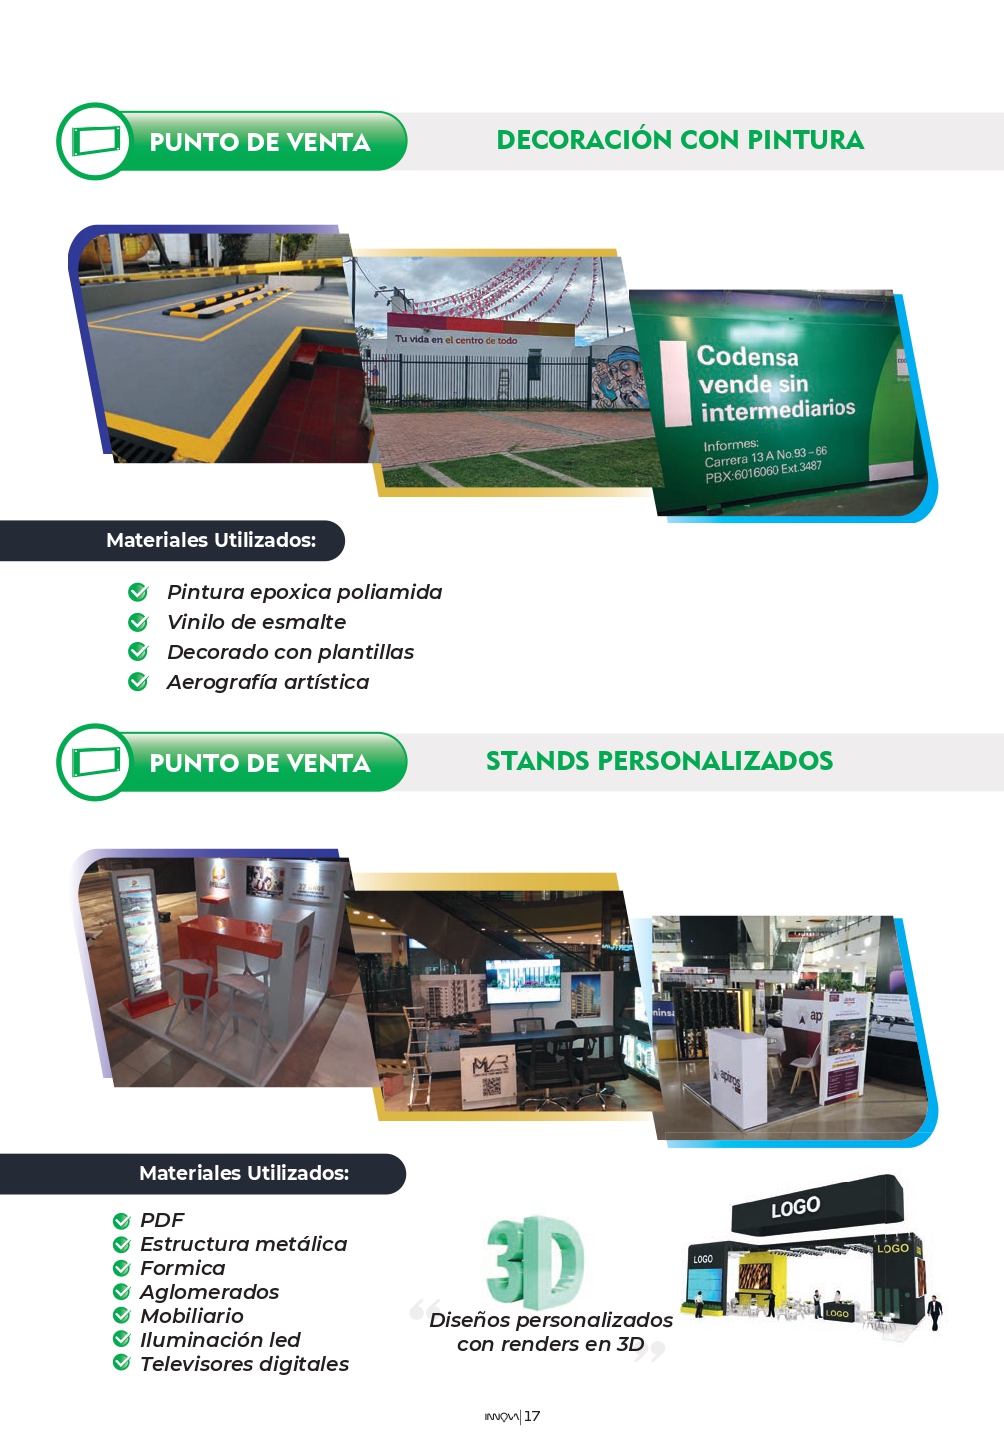 PUNTO DE VENTA
DECORACIÓN CON PINTURA
Tu vida en el centro de todo
Codensa
vende sin
intermediarios
Informes:
Carrera 13 A No.93 – 66
PBX:6016060 Ext.3487
Materiales Utilizados:
Pintura epoxica poliamida
Vinilo de esmalte
Decorado con plantillas
Aerografía artística
PUNTO DE VENTA
STANDS PERSONALIZADOS
MVR
apiros
Materiales Utilizados:
PDF
Estructura metálica
Formica
Aglomerados
Mobiliario
Iluminación led
Televisores digitales
3D
“Diseños personalizados
con renders en 3D”
LOGO
LOGO
LOGO
LOGO
INNOVA | 17